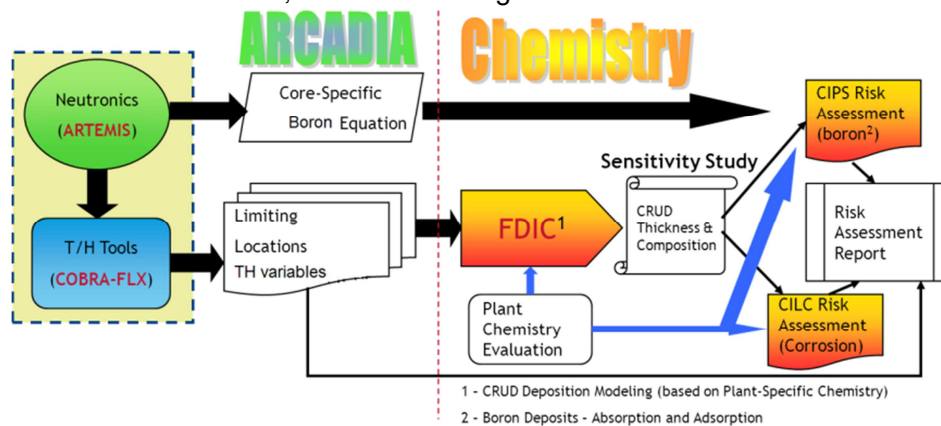 ARCADIA
Chemistry
Neutronics
(ARTEMIS)
Core-Specific
Boron Equation
CIPS Risk
Assessment
(boron²)
Sensitivity Study
T/H Tools
(COBRA-FLX)
Limiting
Locations
TH variables
FDIC¹
CRUD
Thickness &
Composition
Risk
Assessment
Report
Plant
Chemistry
Evaluation
CILC Risk
Assessment
(Corrosion)
1 - CRUD Deposition Modeling (based on Plant-Specific Chemistry)
2 - Boron Deposits - Absorption and Adsorption